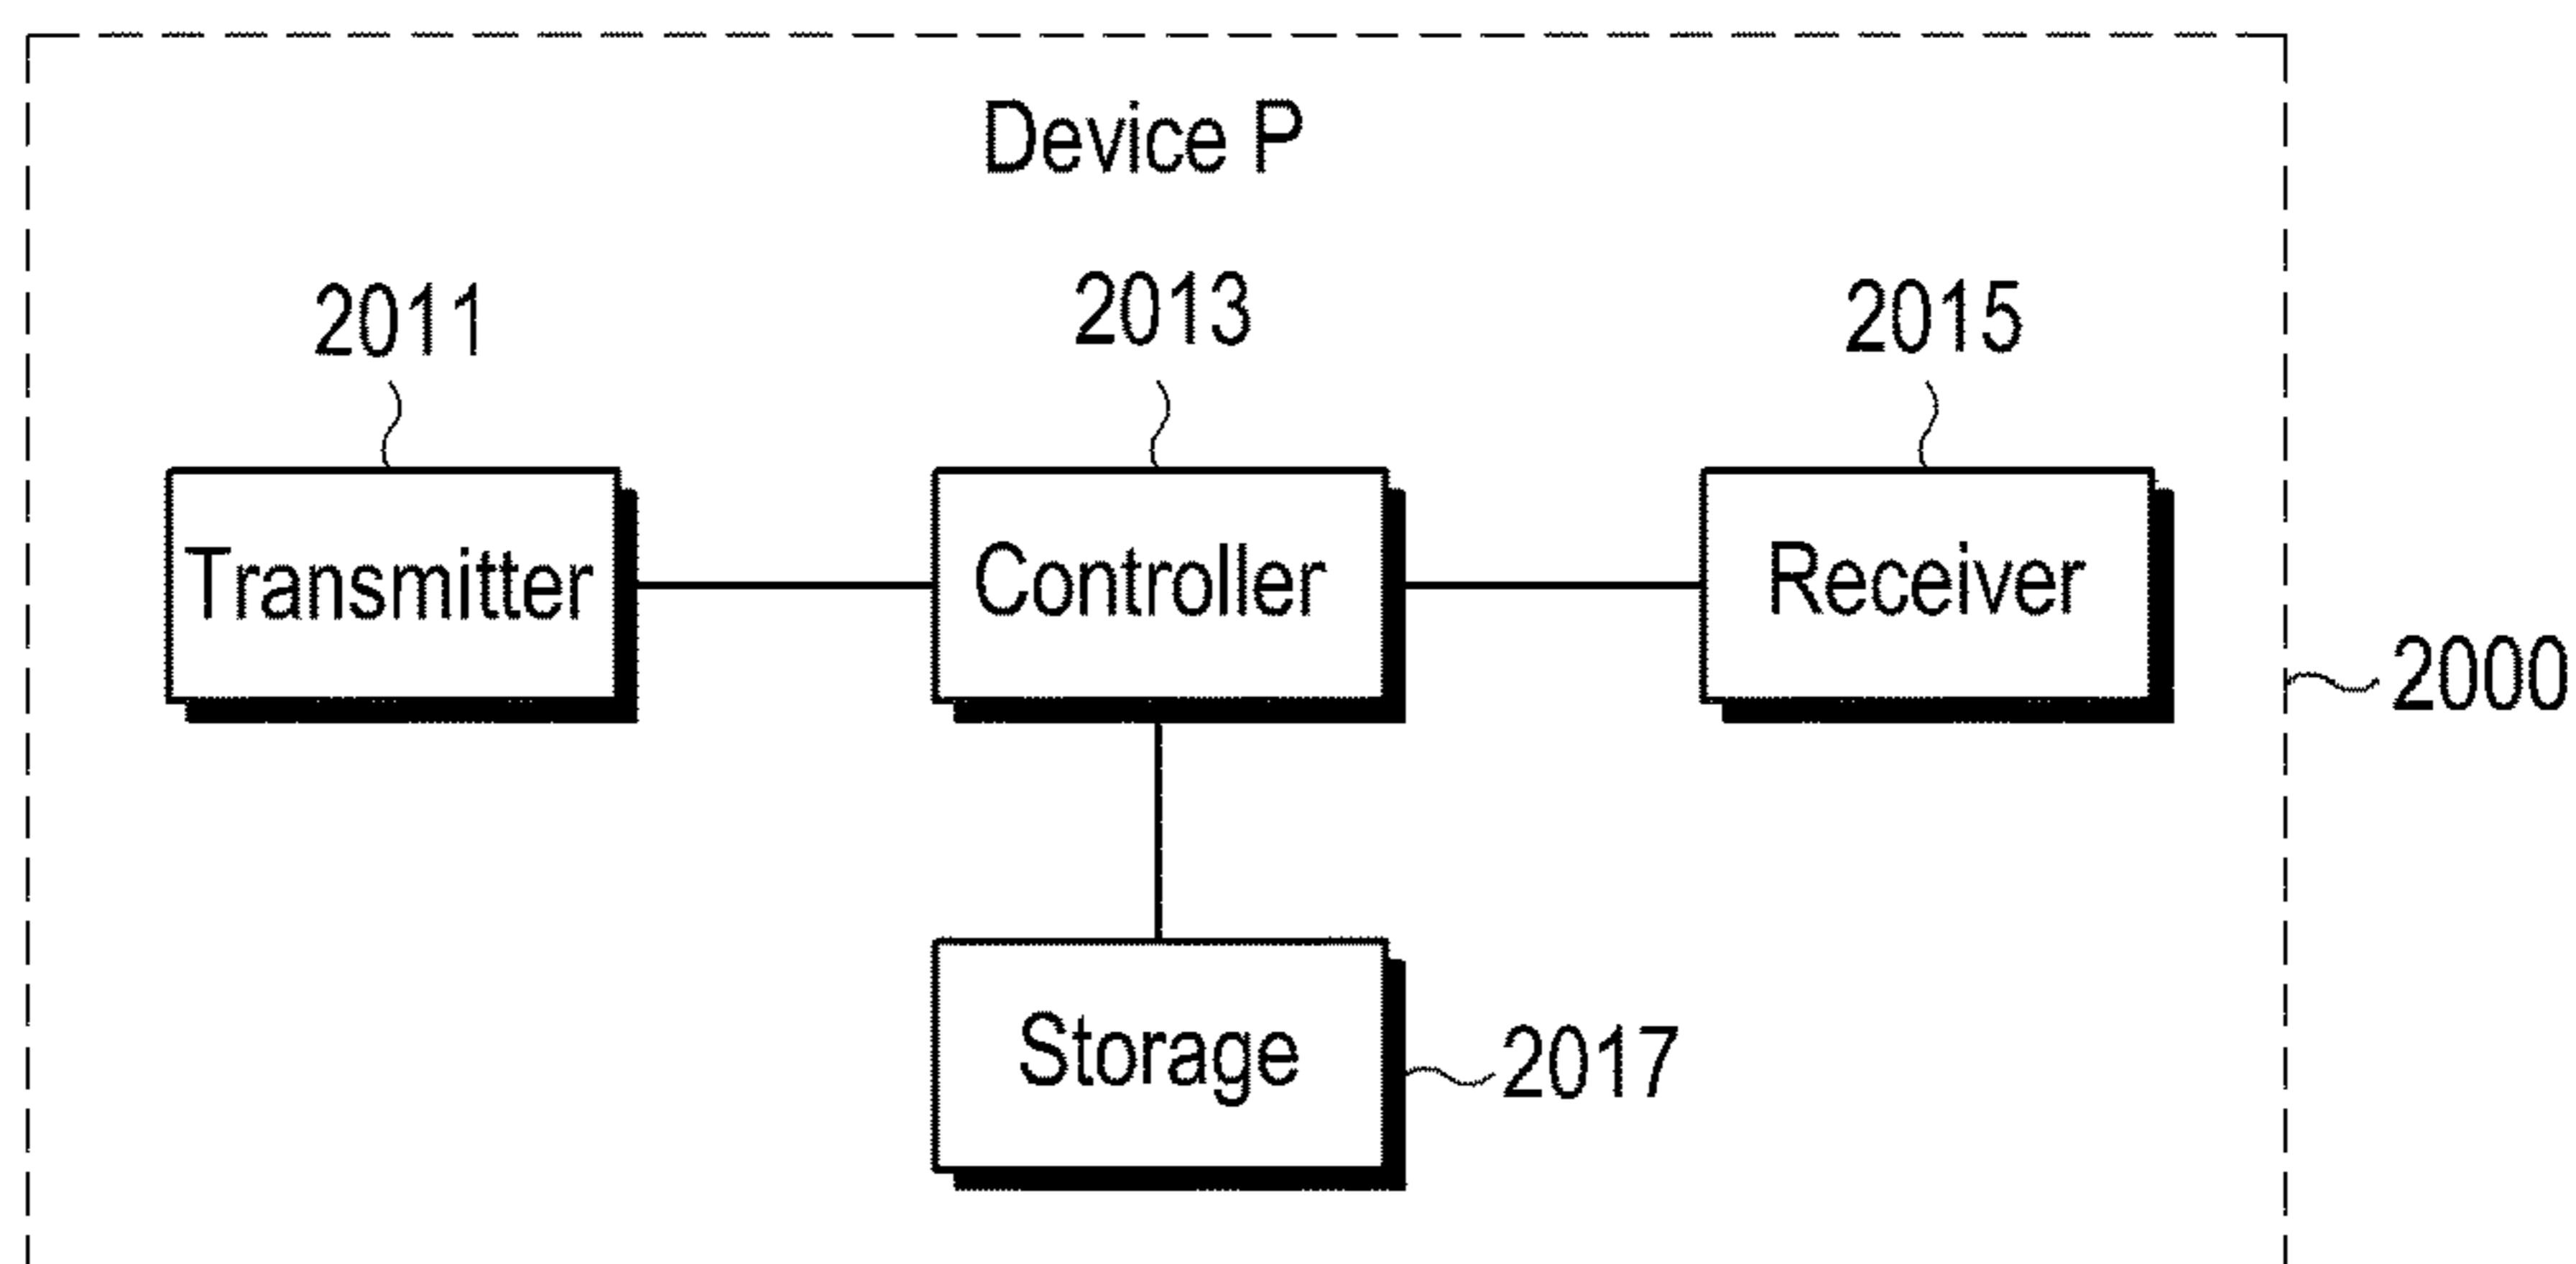 Device P
2011
2013
2015
Transmitter
Controller
Receiver
2000
Storage
2017